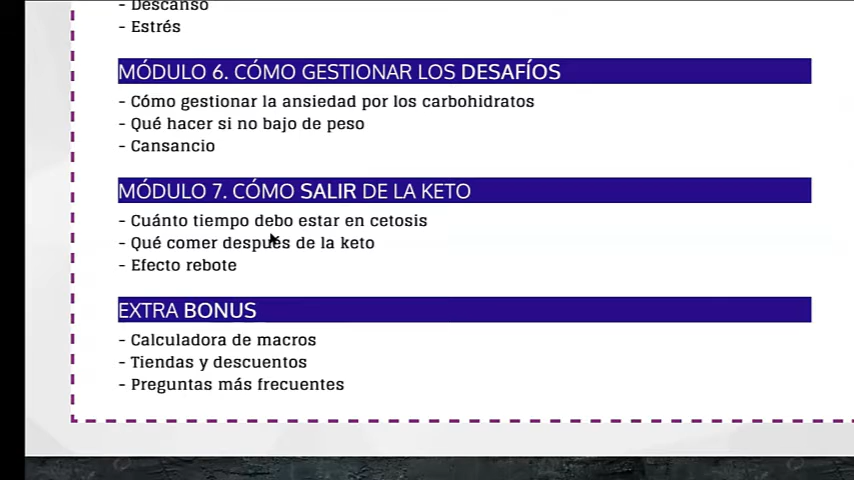 - Descanso
- Estrés
MÓDULO 6. CÓMO GESTIONAR LOS DESAFÍOS
- Cómo gestionar la ansiedad por los carbohidratos
- Qué hacer si no bajo de peso
- Cansancio
MÓDULO 7. CÓMO SALIR DE LA KETO
- Cuánto tiempo debo estar en cetosis
- Qué comer después de la keto
- Efecto rebote
EXTRA BONUS
- Calculadora de macros
- Tiendas y descuentos
- Preguntas más frecuentes